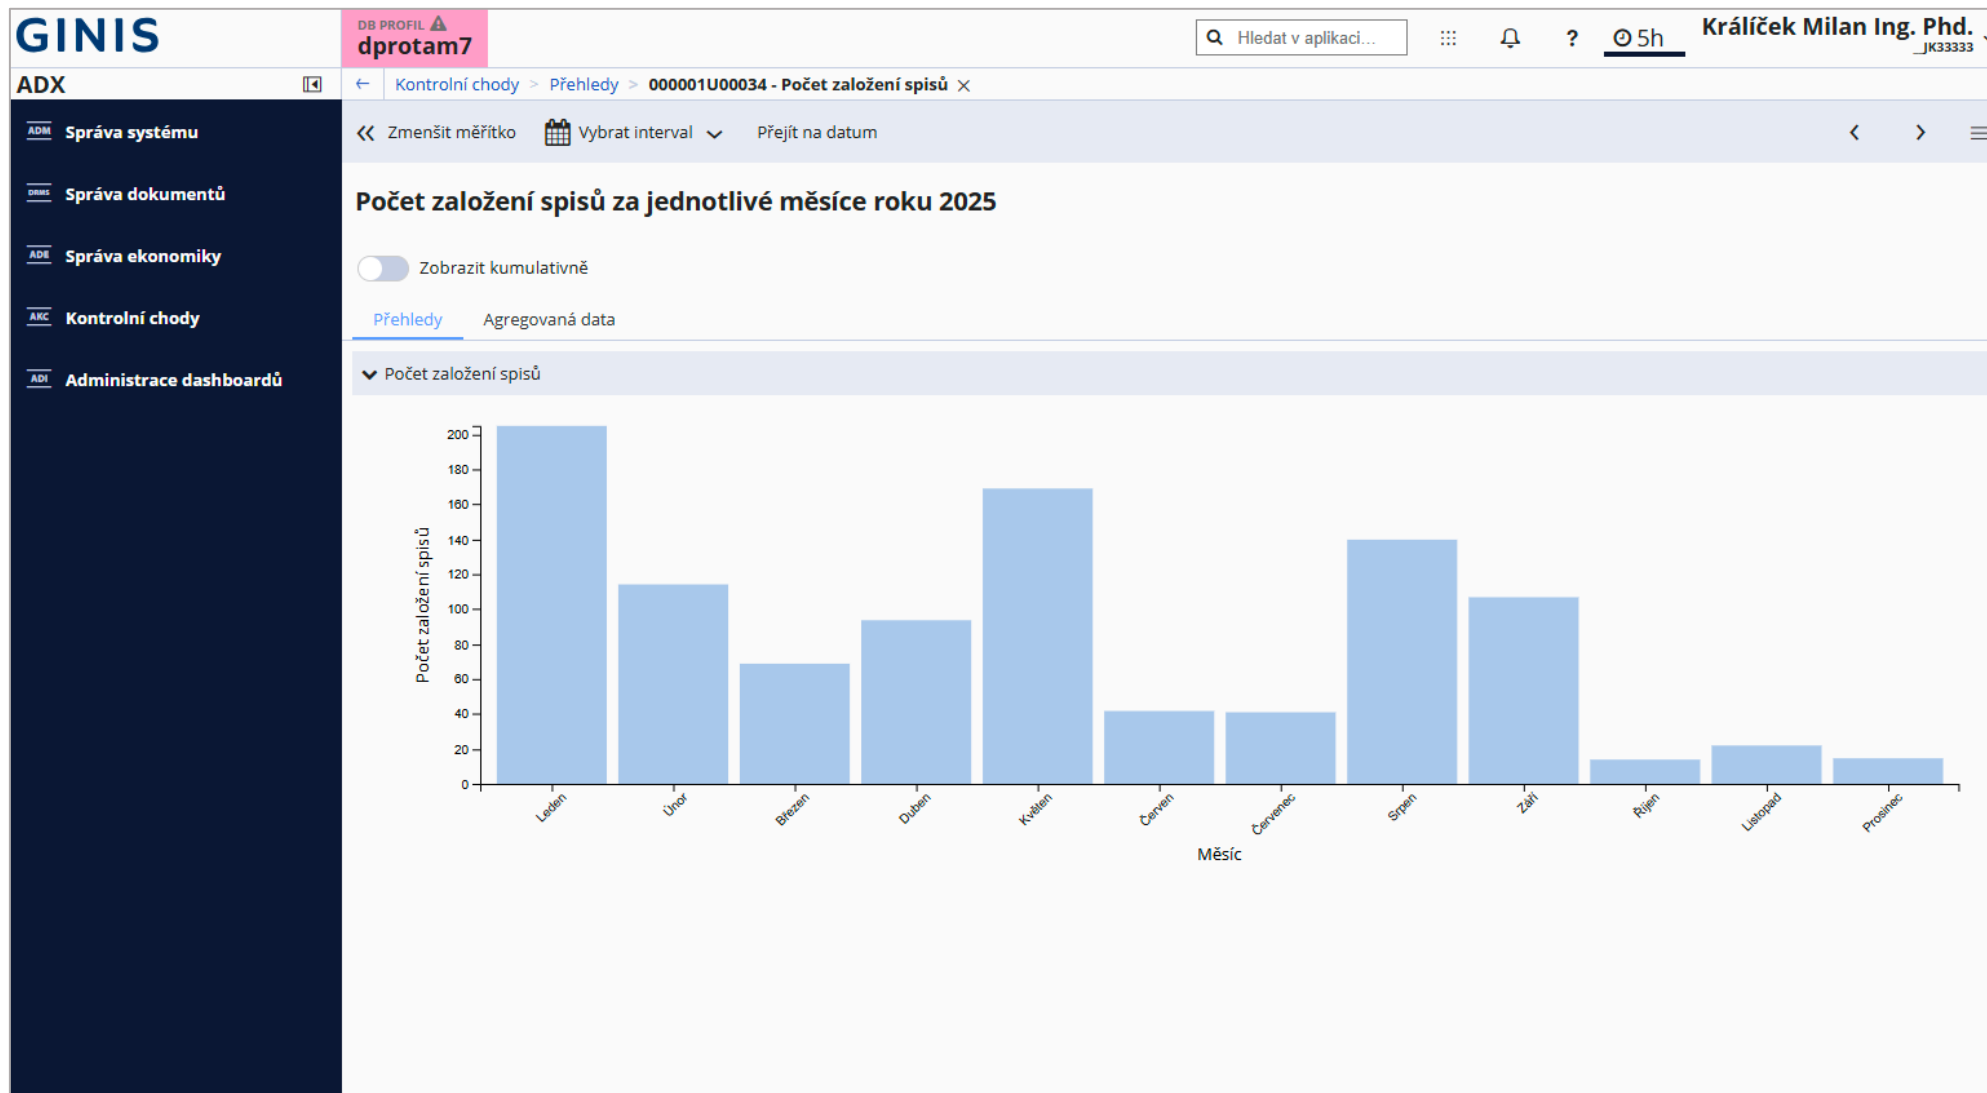 GINIS
DB PROFIL
dprotam7
Hledat v aplikaci...
?
5h
Králíček Milan Ing. Phd.
__JK33333
ADX
← Kontrolní chody > Přehledy > 000001U00034 - Počet založení spisů ×
ADM Správa systému
DRMS Správa dokumentů
ADE Správa ekonomiky
AKC Kontrolní chody
ADI Administrace dashboardů
Zmenšit měřítko Vybrat interval Přejít na datum
Počet založení spisů za jednotlivé měsíce roku 2025
Zobrazit kumulativně
Přehledy Agregovaná data
Počet založení spisů
Počet založení spisů
200
180
160
140
120
100
80
60
40
20
0
Leden
Únor
Březen
Duben
Květen
Červen
Červenec
Srpen
Září
Říjen
Listopad
Prosinec
Měsíc